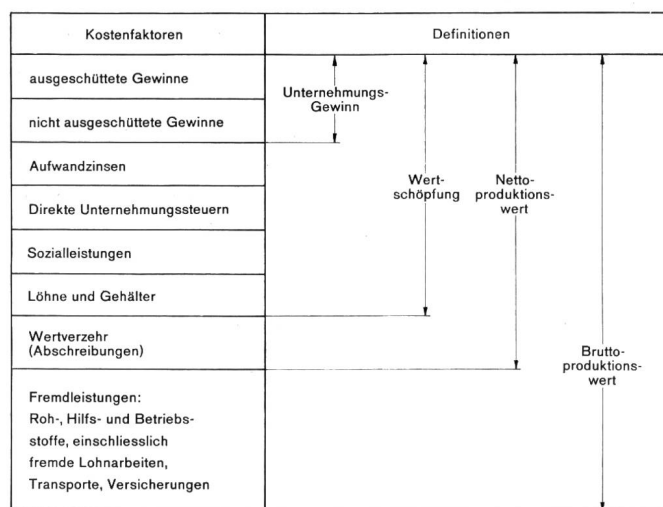 Kostenfaktoren
Definitionen
ausgeschüttete Gewinne
nicht ausgeschüttete Gewinne
Aufwandzinsen
Direkte Unternehmungssteuern
Sozialleistungen
Löhne und Gehälter
Wertverzehr
(Abschreibungen)
Fremdleistungen:
Roh-, Hilfs- und Betriebs-
stoffe, einschliesslich
fremde Lohnarbeiten,
Transporte, Versicherungen
Unternehmungs-
Gewinn
Wert-
schöpfung
Netto-
produktions-
wert
Brutto-
produktions-
wert